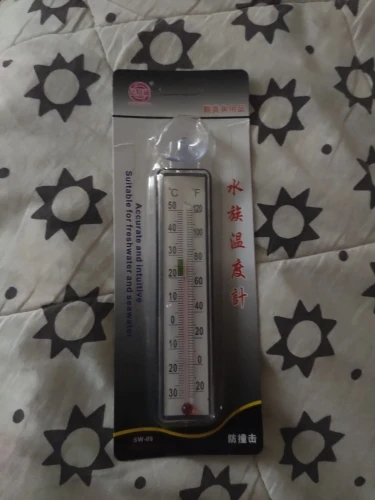 °C °F
50 120
40 100
30 80
20 60
10 40
0 20
10 0
20 20
30
Accurate and intuitive
Suitable for freshwater and seawater
水族温度計
SW-09
防撞击